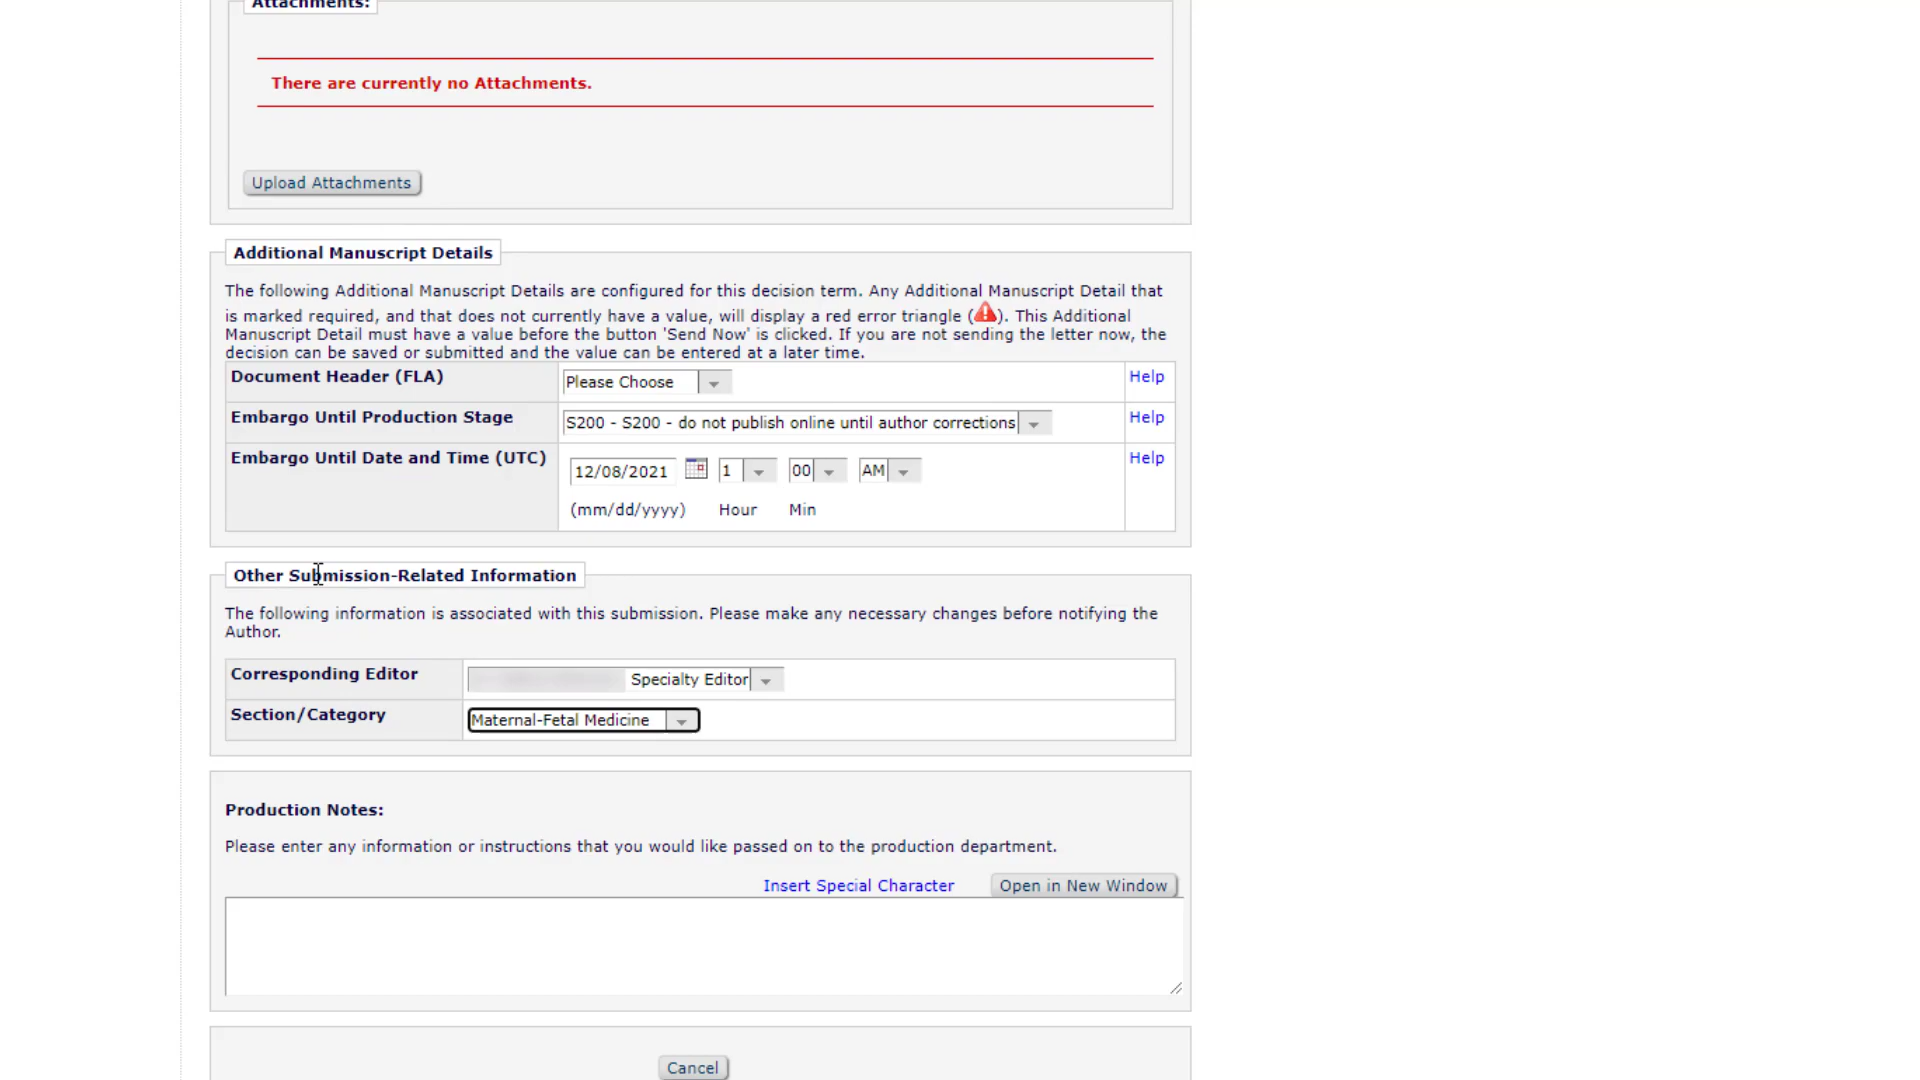 Attachments:
There are currently no Attachments.
Upload Attachments
Additional Manuscript Details
The following Additional Manuscript Details are configured for this decision term. Any Additional Manuscript Detail that
is marked required, and that does not currently have a value, will display a red error triangle ( ). This Additional
Manuscript Detail must have a value before the button 'Send Now' is clicked. If you are not sending the letter now, the
decision can be saved or submitted and the value can be entered at a later time.
Document Header (FLA) Please Choose Help
Embargo Until Production Stage S200 - S200 - do not publish online until author corrections Help
Embargo Until Date and Time (UTC) 12/08/2021 1 00 AM Help
(mm/dd/yyyy) Hour Min
Other Submission-Related Information
The following information is associated with this submission. Please make any necessary changes before notifying the
Author.
Corresponding Editor Specialty Editor
Section/Category Maternal-Fetal Medicine
Production Notes:
Please enter any information or instructions that you would like passed on to the production department.
Insert Special Character Open in New Window
Cancel